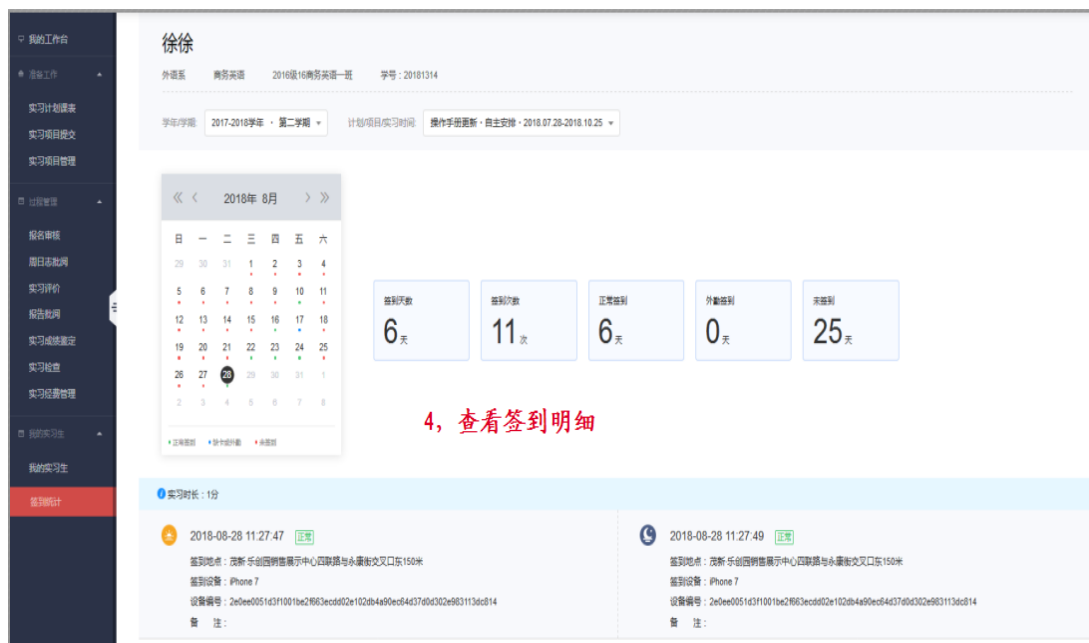 我的工作台
准备工作
实习计划课表
实习项目提交
实习项目管理
过程管理
报名审核
周日志批阅
实习评价
报告批阅
实习成绩鉴定
实习检查
实习经费管理
我的实习生
我的实习生
签到统计
徐徐
外语系 商务英语 2016级16商务英语一班 学号：20181314
学年/学期: 2017-2018学年 · 第二学期 计划/项目/实习时间: 操作手册更新 · 自主安排 · 2018.07.28-2018.10.25
2018年 8月
日 一 二 三 四 五 六
29 30 31 1 2 3 4
5 6 7 8 9 10 11
12 13 14 15 16 17 18
19 20 21 22 23 24 25
26 27 28 29 30 31 1
2 3 4 5 6 7 8
正常签到 缺卡或外勤 未签到
签到天数 签到次数 正常签到 外勤签到 未签到
6天 11次 6天 0天 25天
4，查看签到明细
实习时长：1分
2018-08-28 11:27:47 正常
签到地点：茂新 乐创园销售展示中心四联路与永康街交叉口东150米
签到设备：iPhone 7
设备编号：2e0ee0051d3f1001be2f663ecdd02e102db4a90ec64d37d0d302e983113dc814
备 注：
2018-08-28 11:27:49 正常
签到地点：茂新 乐创园销售展示中心四联路与永康街交叉口东150米
签到设备：iPhone 7
设备编号：2e0ee0051d3f1001be2f663ecdd02e102db4a90ec64d37d0d302e983113dc814
备 注：